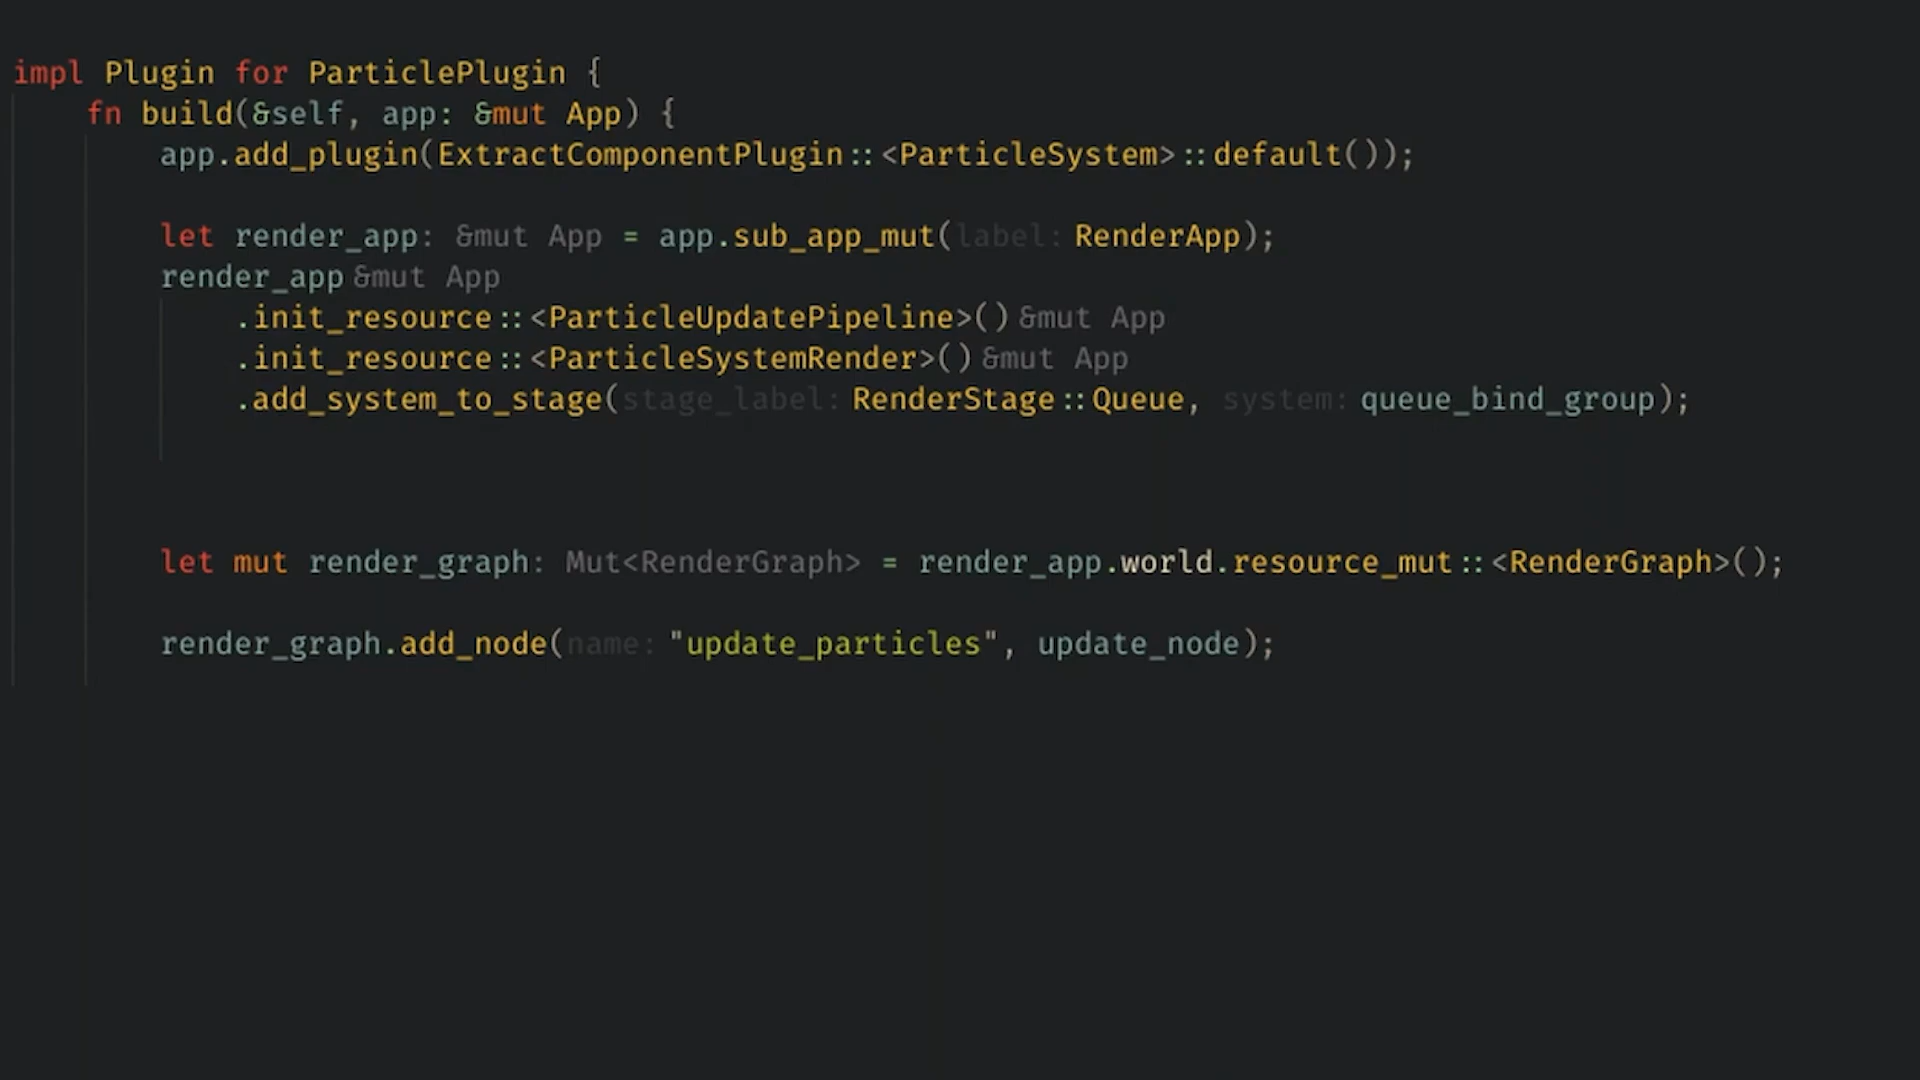 impl Plugin for ParticlePlugin {
fn build(&self, app: &mut App) {
app.add_plugin(ExtractComponentPlugin::<ParticleSystem>::default());
let render_app: &mut App = app.sub_app_mut(label: RenderApp);
render_app &mut App
.init_resource::<ParticleUpdatePipeline>() &mut App
.init_resource::<ParticleSystemRender>() &mut App
.add_system_to_stage(stage_label: RenderStage::Queue, system: queue_bind_group);
let mut render_graph: Mut<RenderGraph> = render_app.world.resource_mut::<RenderGraph>();
render_graph.add_node(name: "update_particles", update_node);